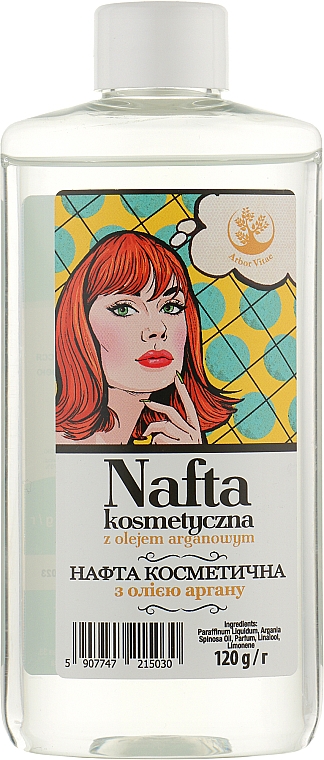 Arbor Vitae
Nafta
kosmetyczna
z olejem arganowym
НАФТА КОСМЕТИЧНА
з олією аргану
Ingredients:
Paraffinum Liquidum, Argania
Spinosa Oil, Parfum, Linalool,
Limonene
5 907747 215030
120 g/г